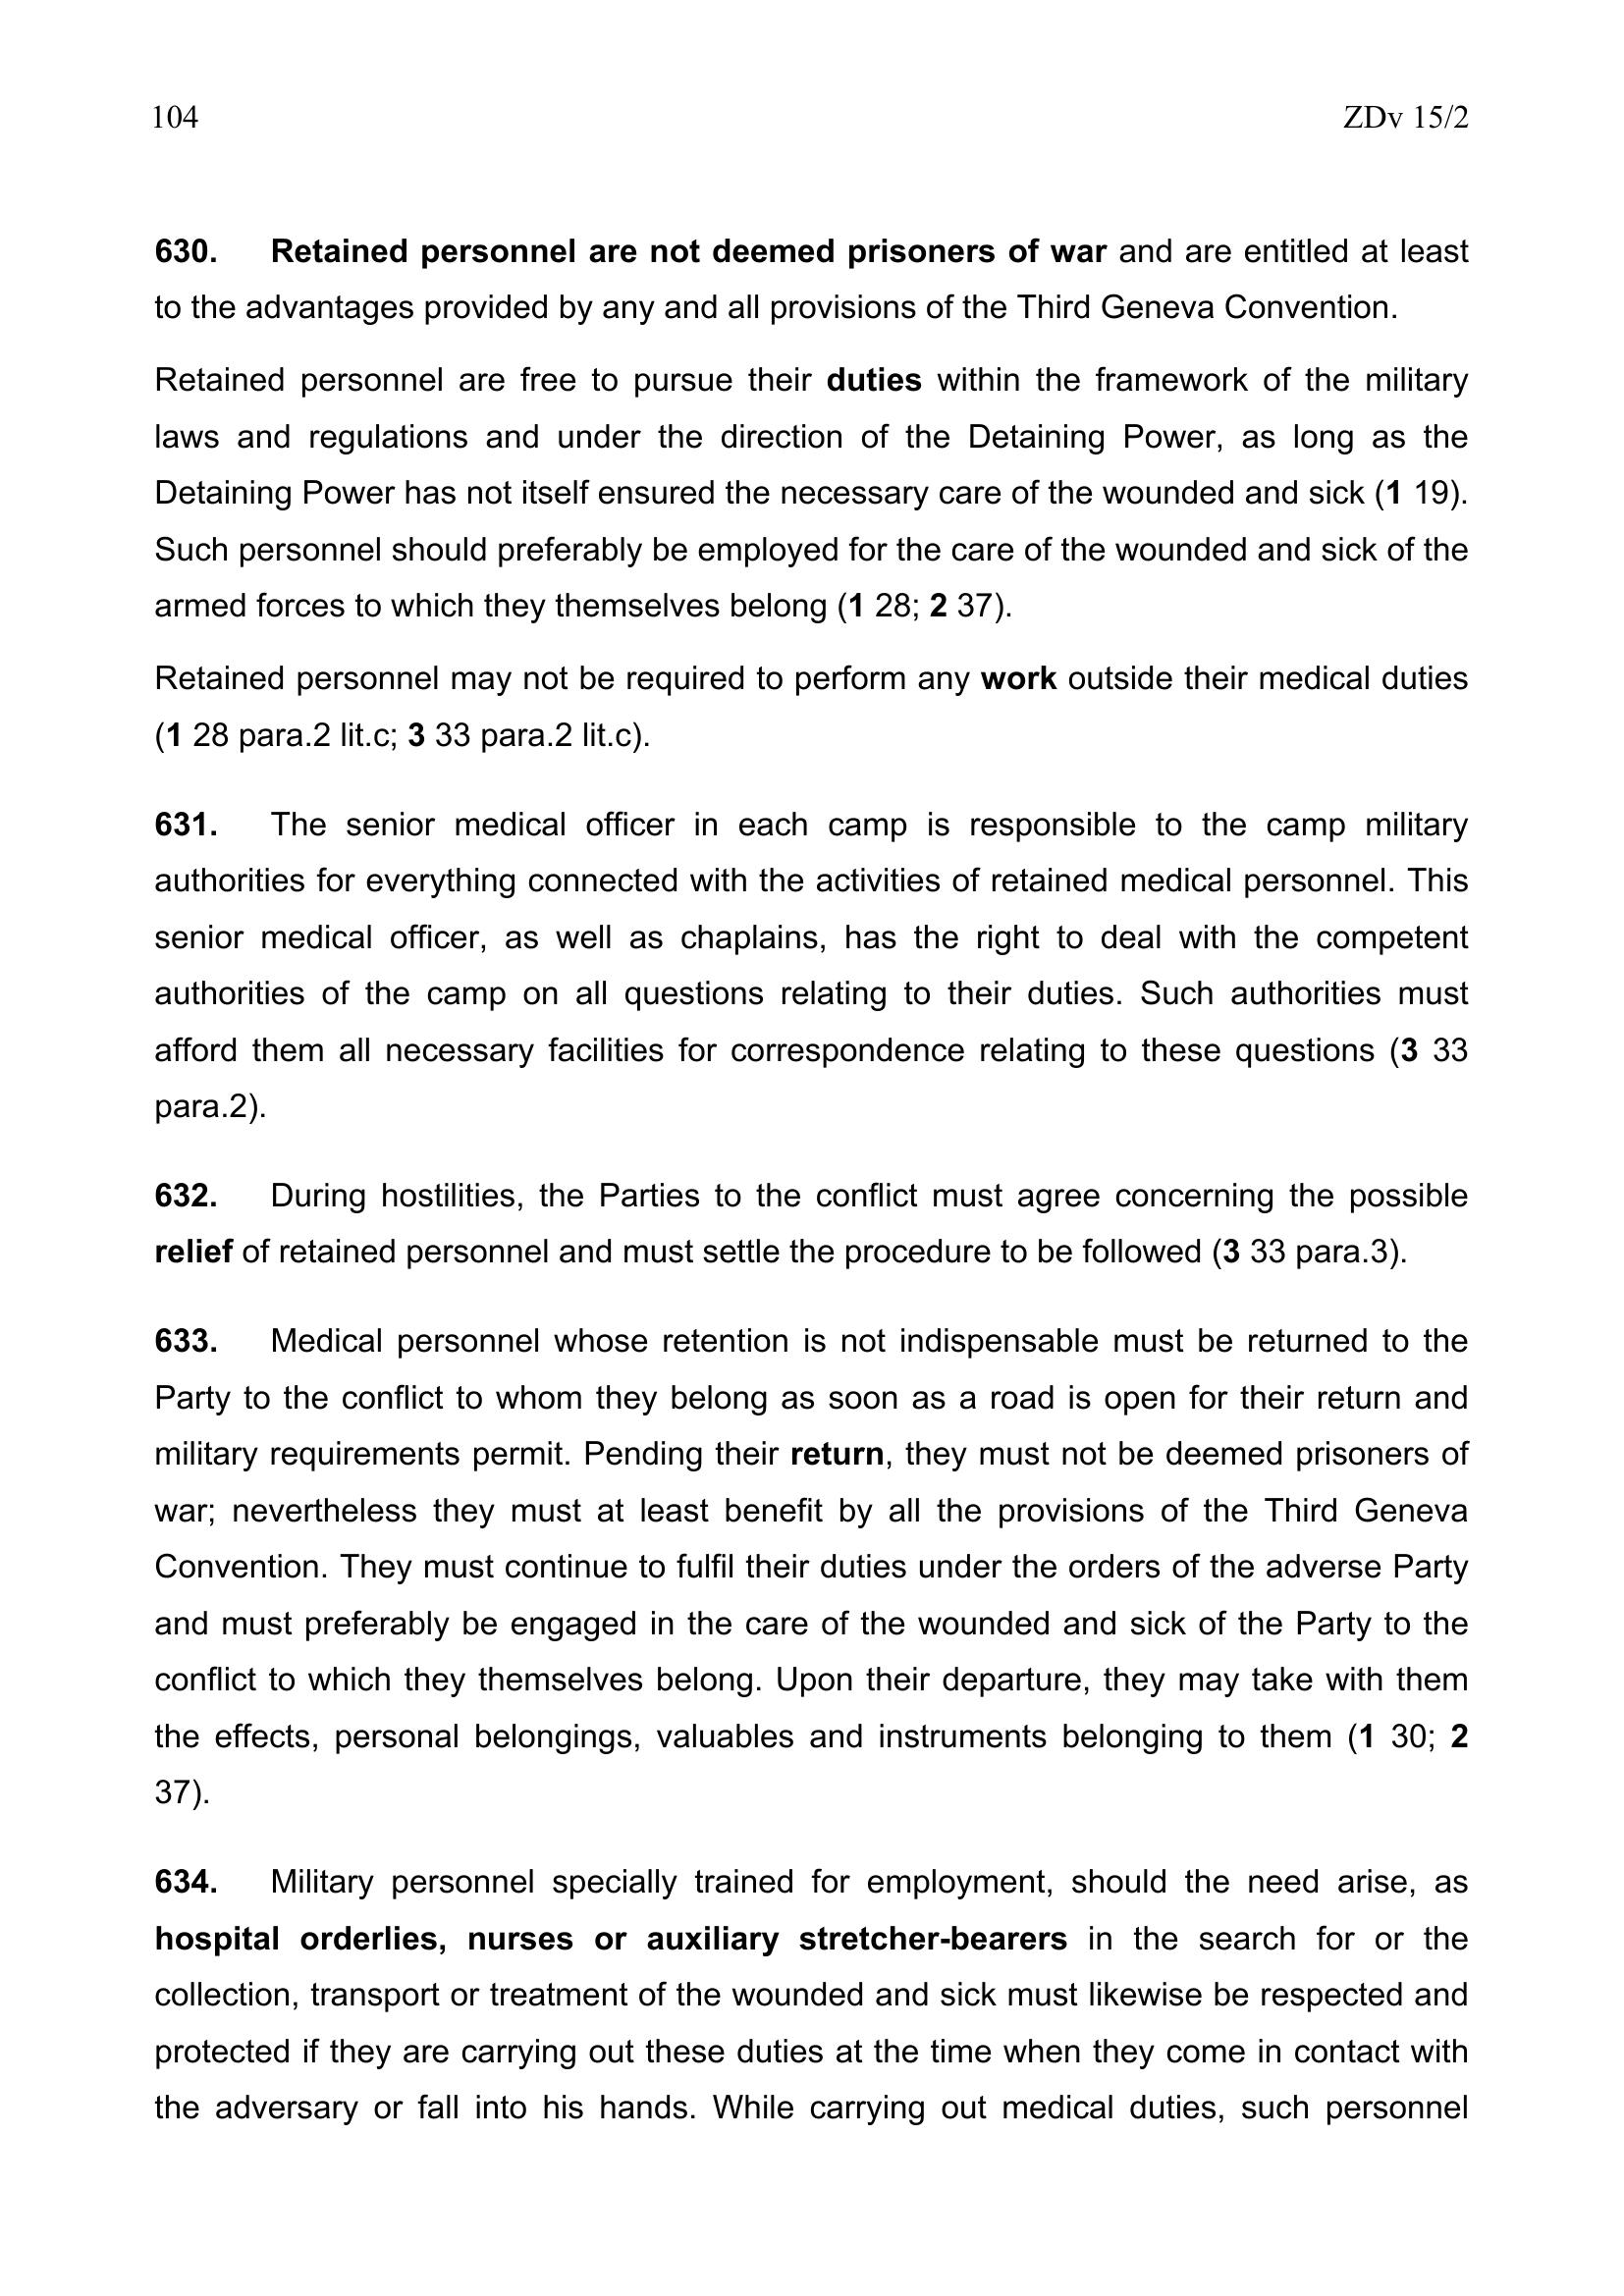 104 ZDv 15/2
630. Retained personnel are not deemed prisoners of war and are entitled at least
to the advantages provided by any and all provisions of the Third Geneva Convention.
Retained personnel are free to pursue their duties within the framework of the military
laws and regulations and under the direction of the Detaining Power, as long as the
Detaining Power has not itself ensured the necessary care of the wounded and sick (1 19).
Such personnel should preferably be employed for the care of the wounded and sick of the
armed forces to which they themselves belong (1 28; 2 37).
Retained personnel may not be required to perform any work outside their medical duties
(1 28 para.2 lit.c; 3 33 para.2 lit.c).
631. The senior medical officer in each camp is responsible to the camp military
authorities for everything connected with the activities of retained medical personnel. This
senior medical officer, as well as chaplains, has the right to deal with the competent
authorities of the camp on all questions relating to their duties. Such authorities must
afford them all necessary facilities for correspondence relating to these questions (3 33
para.2).
632. During hostilities, the Parties to the conflict must agree concerning the possible
relief of retained personnel and must settle the procedure to be followed (3 33 para.3).
633. Medical personnel whose retention is not indispensable must be returned to the
Party to the conflict to whom they belong as soon as a road is open for their return and
military requirements permit. Pending their return, they must not be deemed prisoners of
war; nevertheless they must at least benefit by all the provisions of the Third Geneva
Convention. They must continue to fulfil their duties under the orders of the adverse Party
and must preferably be engaged in the care of the wounded and sick of the Party to the
conflict to which they themselves belong. Upon their departure, they may take with them
the effects, personal belongings, valuables and instruments belonging to them (1 30; 2
37).
634. Military personnel specially trained for employment, should the need arise, as
hospital orderlies, nurses or auxiliary stretcher-bearers in the search for or the
collection, transport or treatment of the wounded and sick must likewise be respected and
protected if they are carrying out these duties at the time when they come in contact with
the adversary or fall into his hands. While carrying out medical duties, such personnel